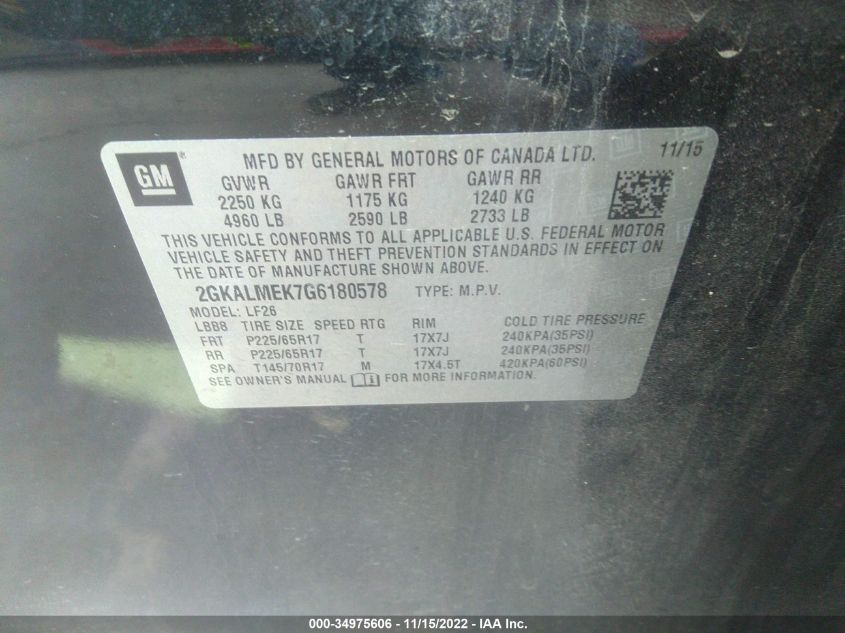 GM ®
MFD BY GENERAL MOTORS OF CANADA LTD. 11/15
GVWR GAWR FRT GAWR RR
2250 KG 1175 KG 1240 KG
4960 LB 2590 LB 2733 LB
THIS VEHICLE CONFORMS TO ALL APPLICABLE U.S. FEDERAL MOTOR
VEHICLE SAFETY AND THEFT PREVENTION STANDARDS IN EFFECT ON
THE DATE OF MANUFACTURE SHOWN ABOVE.
2GKALMEK7G6180578 TYPE: M.P.V.
MODEL: LF26
LBB8 TIRE SIZE SPEED RTG RIM COLD TIRE PRESSURE
FRT P225/65R17 T 17X7J 240KPA(35PSI)
RR P225/65R17 T 17X7J 240KPA(35PSI)
SPA T145/70R17 M 17X4.5T 420KPA(60PSI)
SEE OWNER'S MANUAL FOR MORE INFORMATION.
000-34975606 - 11/15/2022 - IAA Inc.